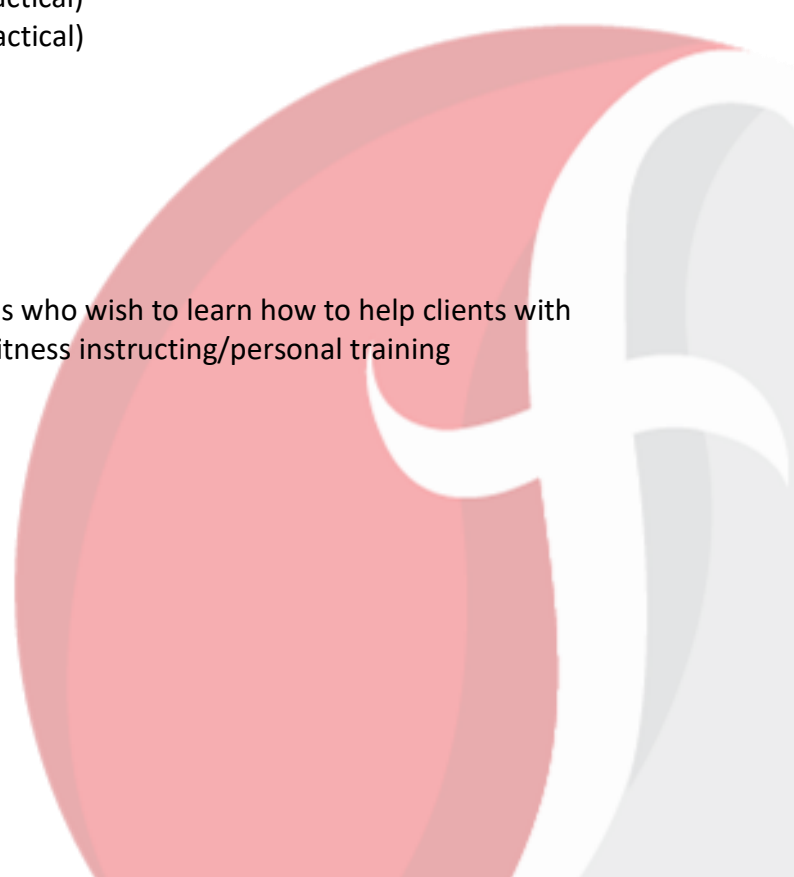 actical)
actical)
s who wish to learn how to help clients with
itness instructing/personal training